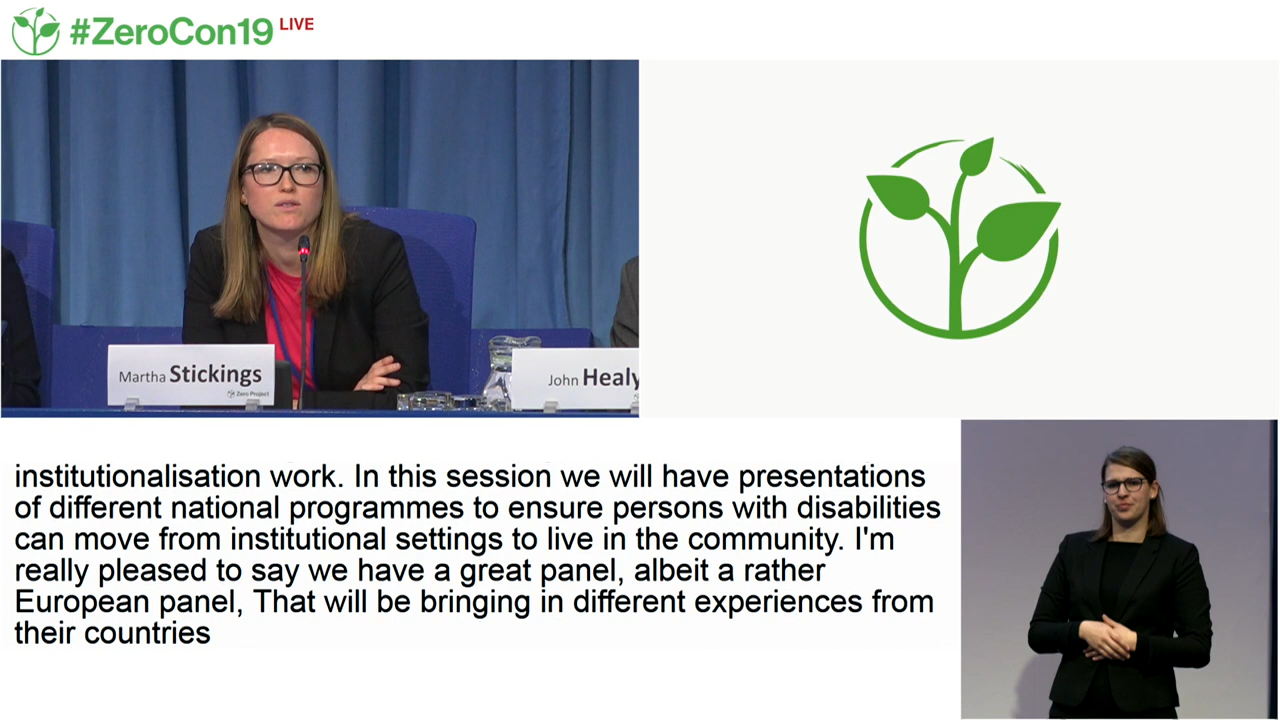 #ZeroCon19 LIVE
Martha Stickings
Zero Project
John Healy
institutionalisation work. In this session we will have presentations
of different national programmes to ensure persons with disabilities
can move from institutional settings to live in the community. I'm
really pleased to say we have a great panel, albeit a rather
European panel, That will be bringing in different experiences from
their countries